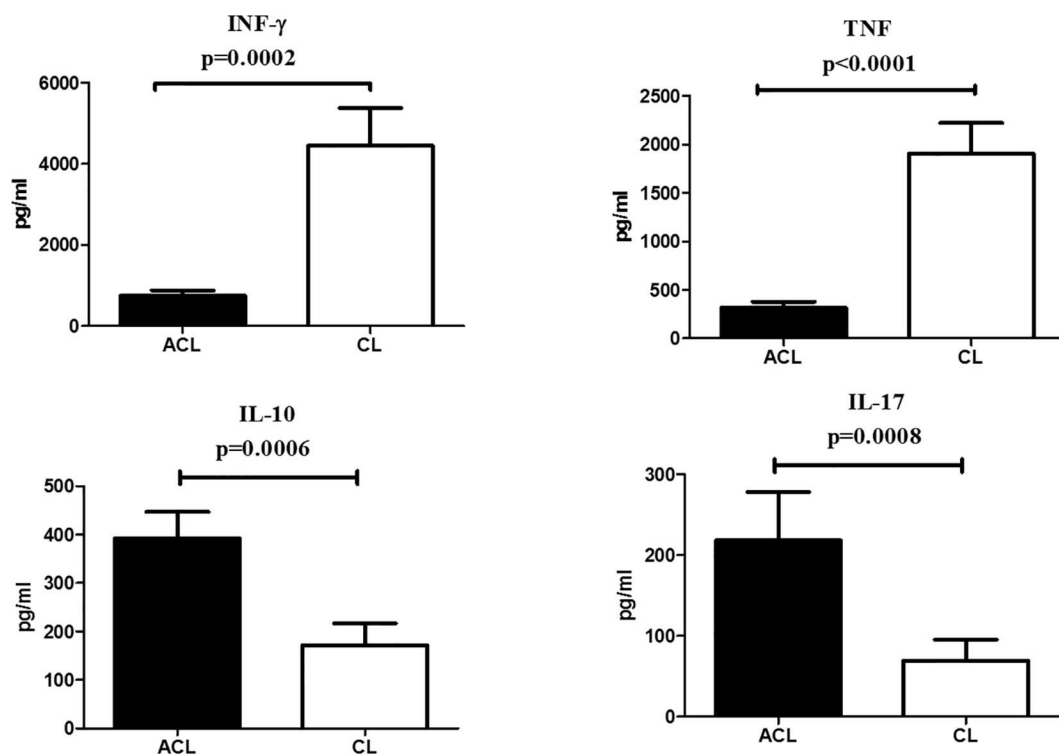 INF-γ
p=0.0002
6000
4000
2000
0
pg/ml
ACL CL
TNF
p<0.0001
2500
2000
1500
1000
500
0
pg/ml
ACL CL
IL-10
p=0.0006
500
400
300
200
100
0
pg/ml
ACL CL
IL-17
p=0.0008
300
200
100
0
pg/ml
ACL CL